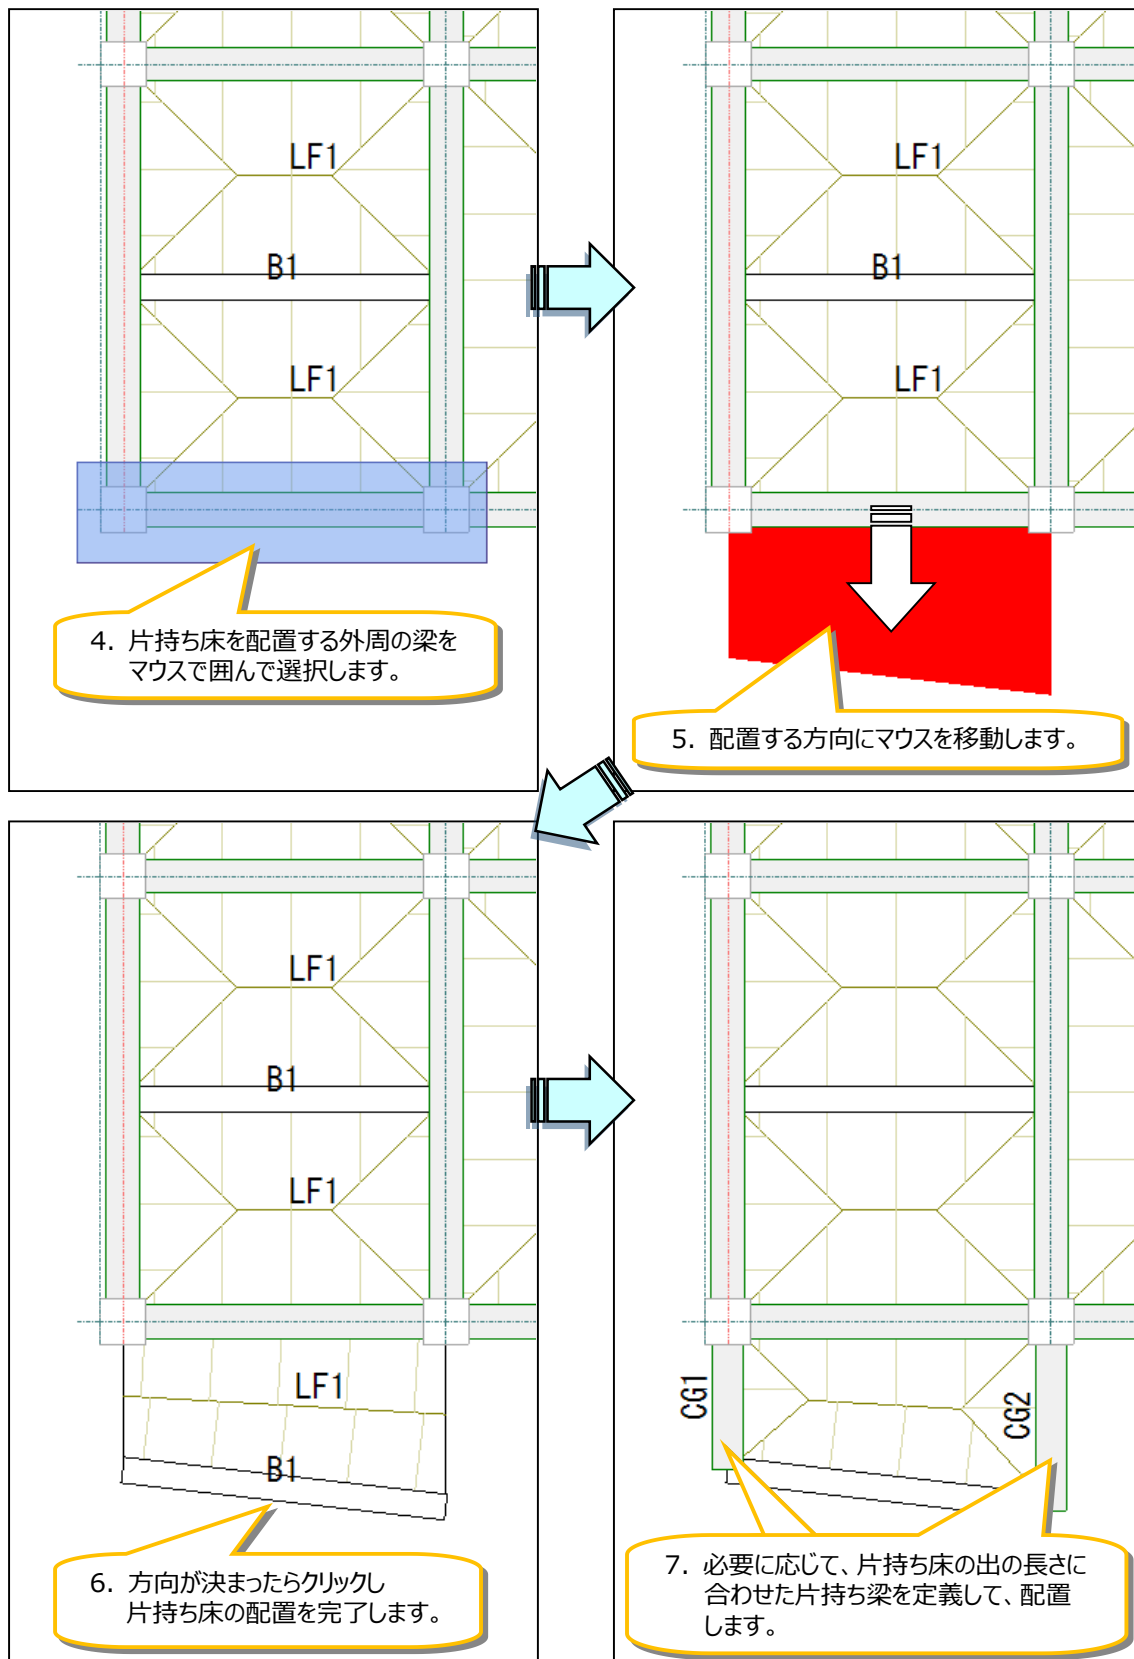 LF1
B1
LF1
4. 片持ち床を配置する外周の梁を
マウスで囲んで選択します。
LF1
B1
LF1
5. 配置する方向にマウスを移動します。
LF1
B1
LF1
LF1
B1
6. 方向が決まったらクリックし
片持ち床の配置を完了します。
CG1
CG2
7. 必要に応じて、片持ち床の出の長さに
合わせた片持ち梁を定義して、配置
します。